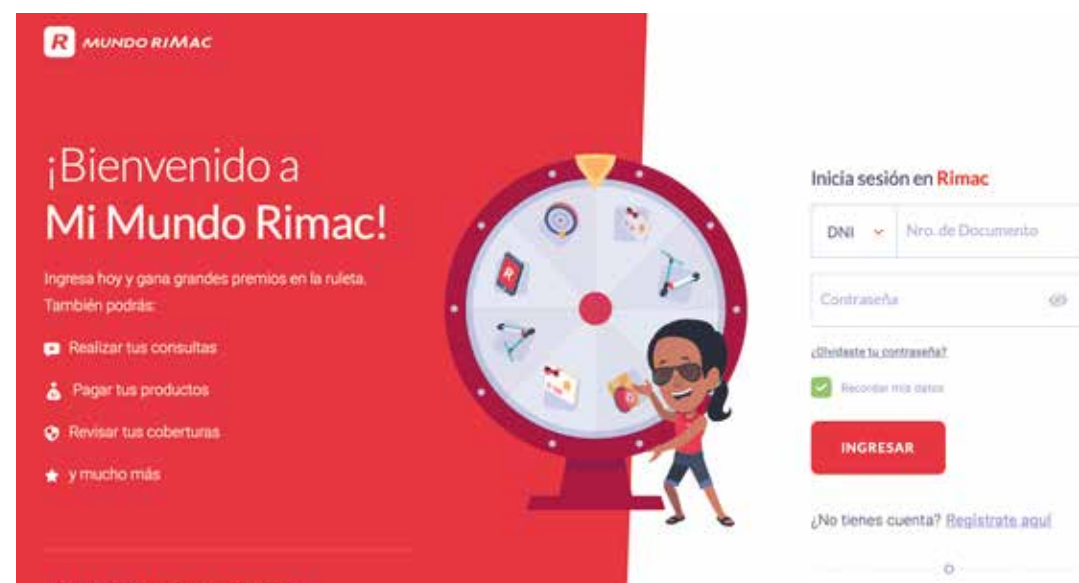 R MUNDO RIMAC
¡Bienvenido a
Mi Mundo Rimac!
Ingresa hoy y gana grandes premios en la ruleta.
También podrás:
Realizar tus consultas
Pagar tus productos
Revisar tus coberturas
y mucho más
R
Inicia sesión en Rimac
DNI Nro. de Documento
Contraseña
¿Olvidaste tu contraseña?
Recordar mis datos
INGRESAR
¿No tienes cuenta? Regístrate aquí
o